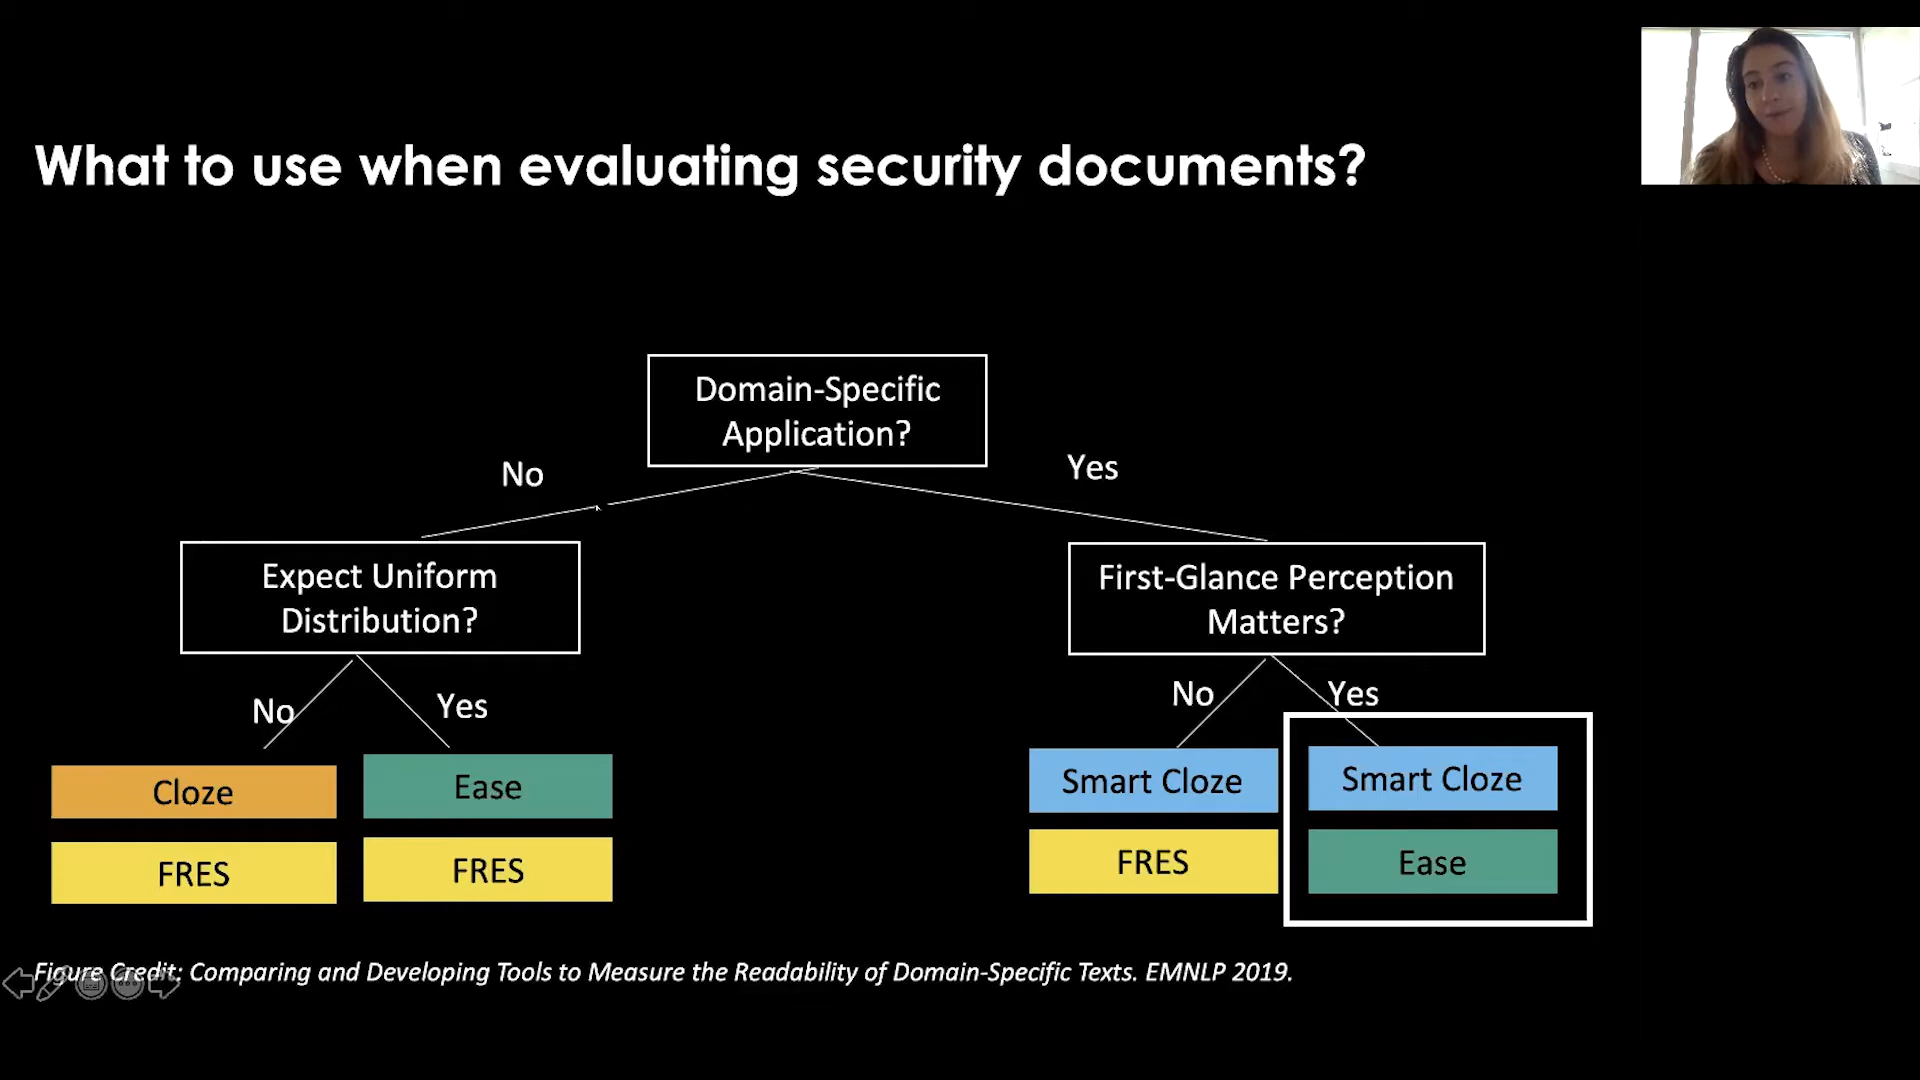 What to use when evaluating security documents?
Domain-Specific
Application?
No
Yes
Expect Uniform
Distribution?
First-Glance Perception
Matters?
No
Yes
No
Yes
Cloze
Ease
Smart Cloze
Smart Cloze
FRES
FRES
FRES
Ease
Figure Credit: Comparing and Developing Tools to Measure the Readability of Domain-Specific Texts. EMNLP 2019.